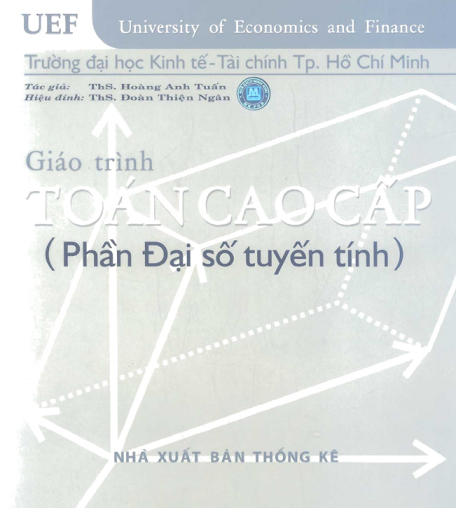 UEF University of Economics and Finance
Trường đại học Kinh tế-Tài chính Tp. Hồ Chí Minh
Tác giả: ThS. Hoàng Anh Tuấn
Hiệu đính: ThS. Đoàn Thiện Ngân
Giáo trình
TOÁN CAO CẤP
(Phần Đại số tuyến tính)
NHÀ XUẤT BẢN THỐNG KÊ